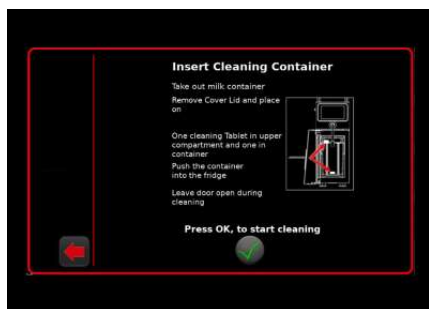 Insert Cleaning Container
Take out milk container
Remove Cover Lid and place
on
One cleaning Tablet in upper
compartment and one in
container
Push the container
into the fridge
Leave door open during
cleaning
Press OK, to start cleaning